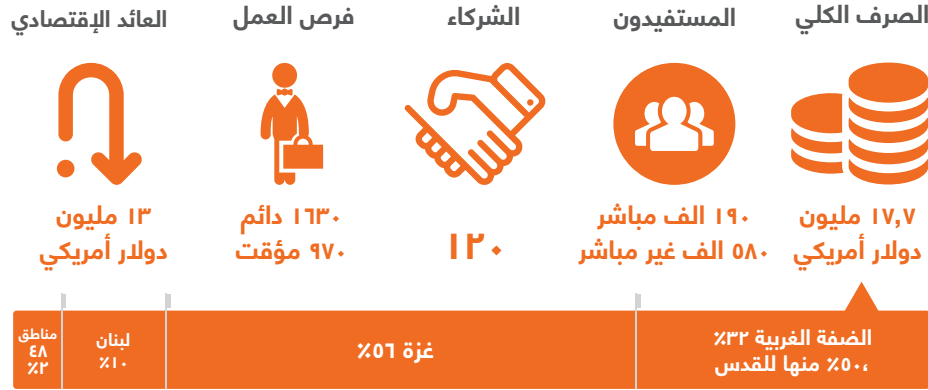 الصرف الكلي
المستفيدون
الشركاء
فرص العمل
العائد الإقتصادي
١٧,٧ مليون
دولار أمريكي
١٩٠ الف مباشر
٥٨٠ الف غير مباشر
١٢٠
١٦٣٠ دائم
٩٧٠ مؤقت
١٣ مليون
دولار أمريكي
الضفة الغربية ٣٢٪
،٥٠٪ منها للقدس
غزة ٥٦٪
لبنان
١٠٪
مناطق
٤٨
٢٪